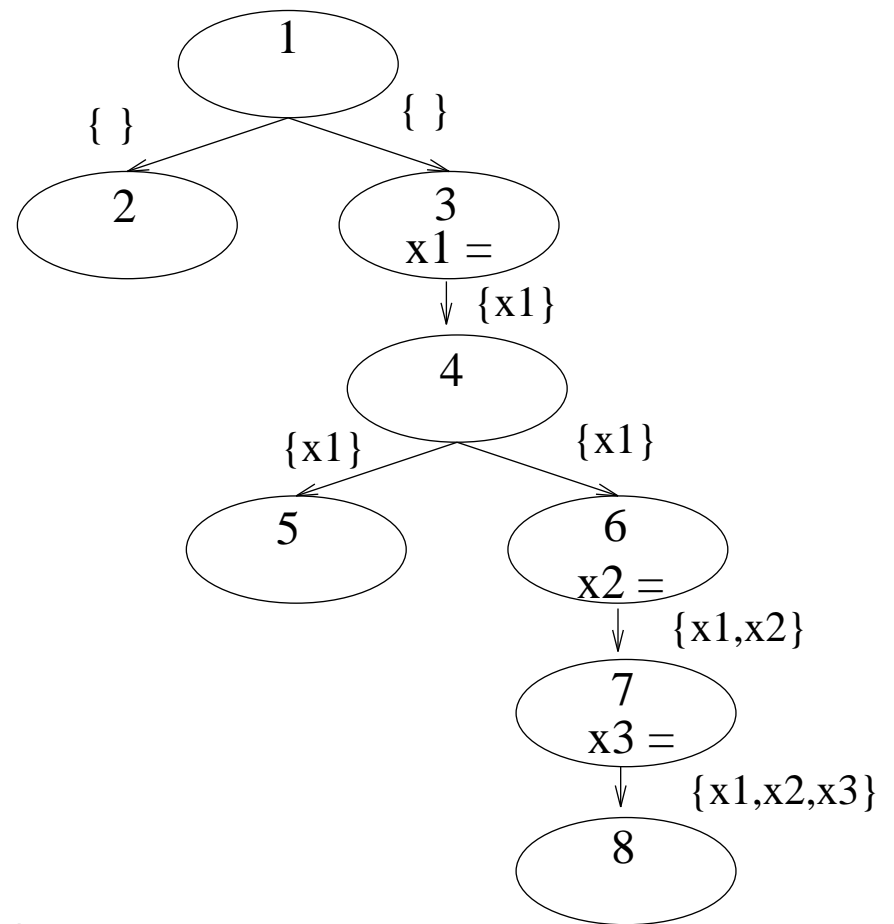 1
{ }
{ }
2
3
x1 =
{x1}
4
{x1}
{x1}
5
6
x2 =
{x1,x2}
7
x3 =
{x1,x2,x3}
8